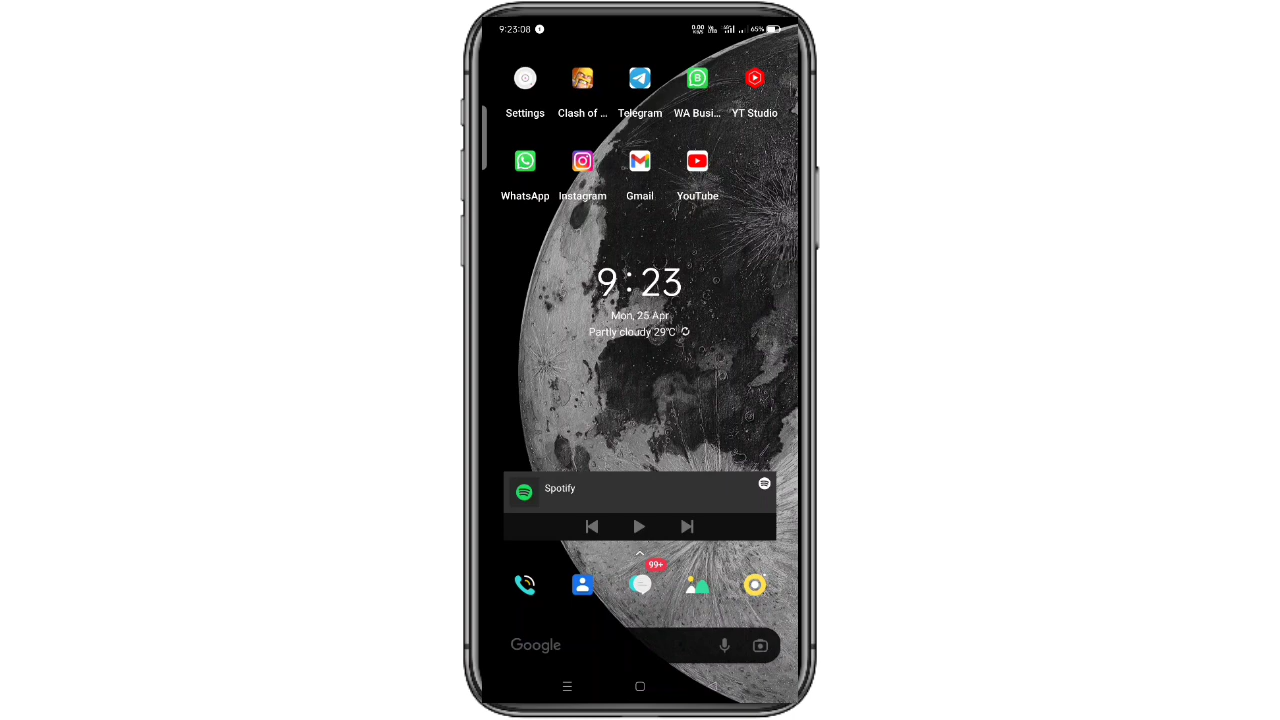 9:23:08
65%
Settings Clash of ... Telegram WA Busi... YT Studio
WhatsApp Instagram Gmail YouTube
9:23
Mon, 25 Apr
Partly cloudy 29°C
Spotify
99+
Google